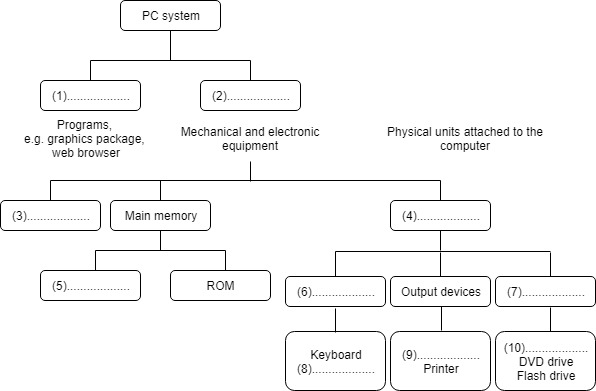 PC system
(1)...................
(2)...................
Programs,
e.g. graphics package,
web browser
Mechanical and electronic
equipment
Physical units attached to the
computer
(3)...................
Main memory
(4)...................
(5)...................
ROM
(6)...................
Output devices
(7)...................
Keyboard
(8)...................
(9)...................
Printer
(10)...................
DVD drive
Flash drive